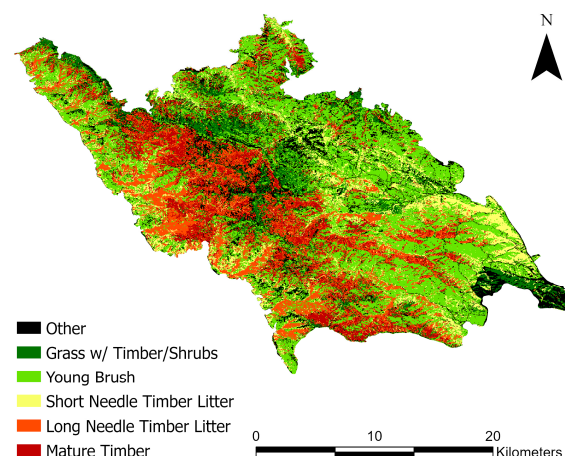 N
Other
Grass w/ Timber/Shrubs
Young Brush
Short Needle Timber Litter
Long Needle Timber Litter
Mature Timber
0 10 20
Kilometers